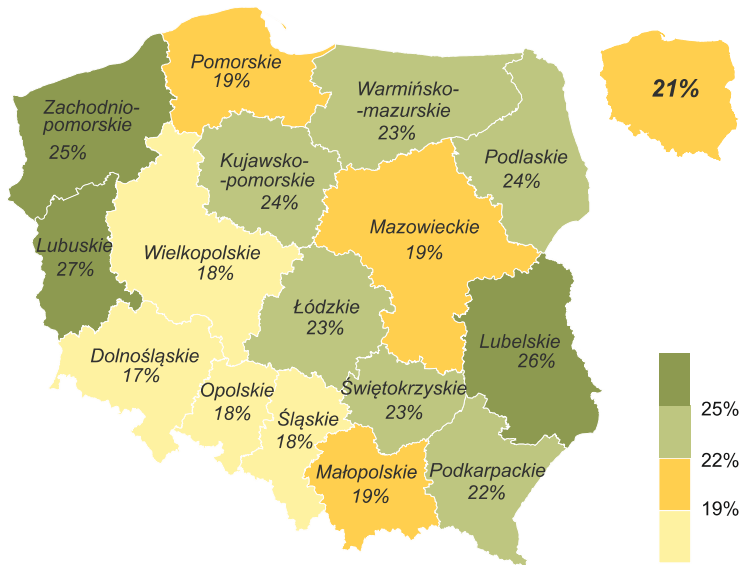 Pomorskie
19%
21%
Warmińsko-
-mazurskie
23%
Zachodnio-
pomorskie
25%
Kujawsko-
-pomorskie
24%
Podlaskie
24%
Mazowieckie
19%
Lubuskie
27%
Wielkopolskie
18%
Łódzkie
23%
Lubelskie
26%
Dolnośląskie
17%
Opolskie
18%
Śląskie
18%
Świętokrzyskie
23%
Małopolskie
19%
Podkarpackie
22%
25%
22%
19%